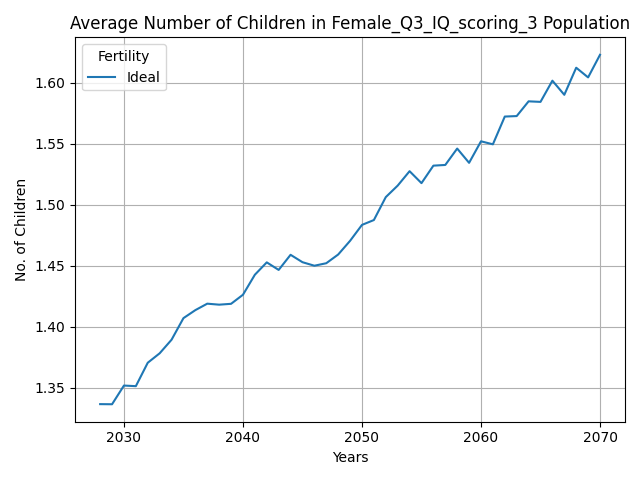 Average Number of Children in Female_Q3_IQ_scoring_3 Population
Fertility
Ideal
No. of Children
1.60
1.55
1.50
1.45
1.40
1.35
2030 2040 2050 2060 2070
Years